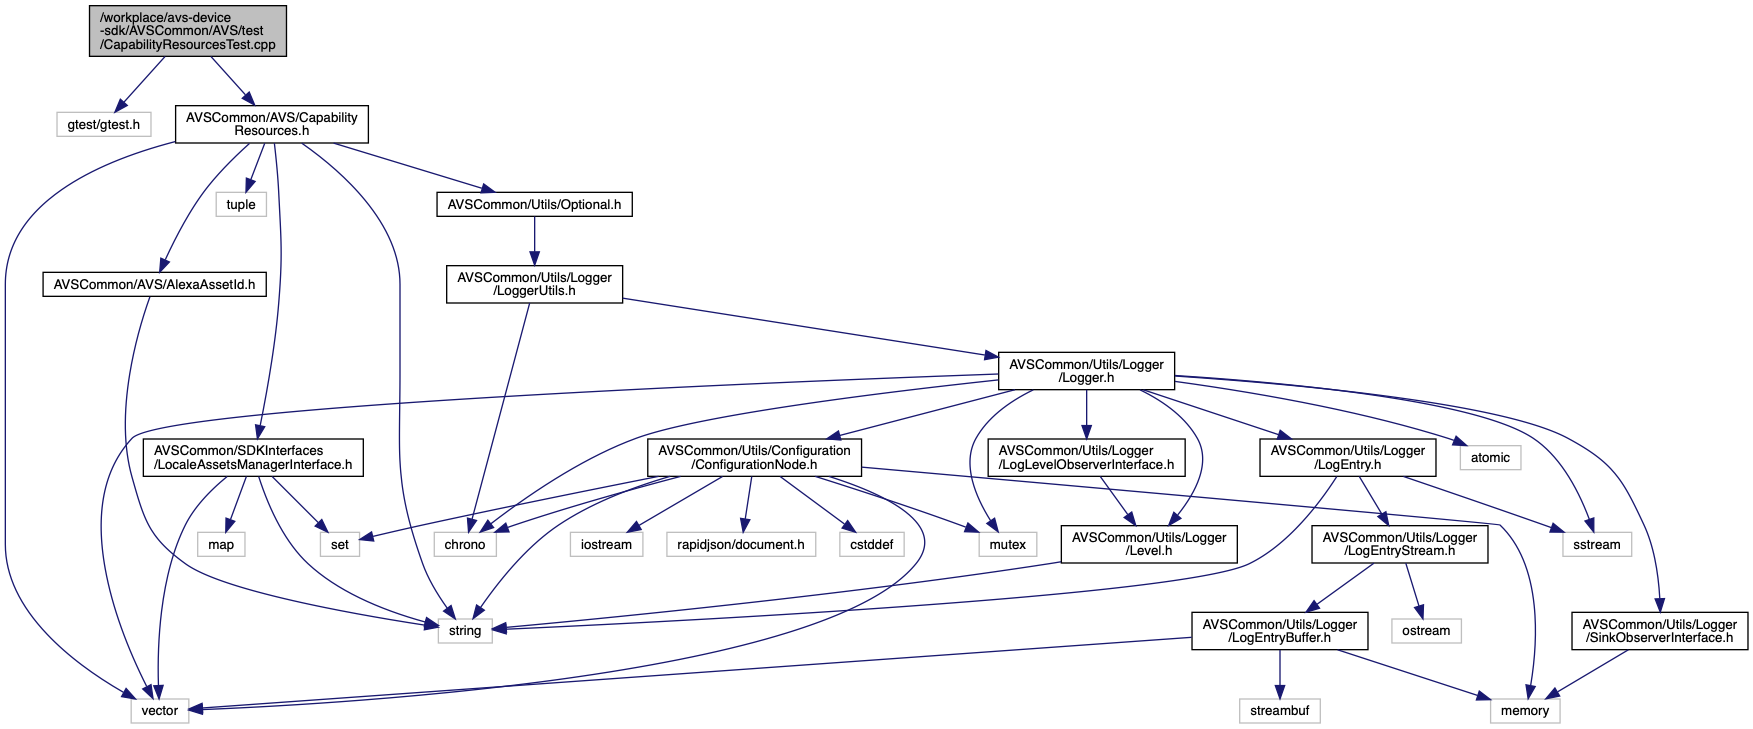 /workplace/avs-device
-sdk/AVSCommon/AVS/test
/CapabilityResourcesTest.cpp
gtest/gtest.h
AVSCommon/AVS/Capability
Resources.h
tuple
AVSCommon/Utils/Optional.h
AVSCommon/AVS/AlexaAssetId.h
AVSCommon/Utils/Logger
/LoggerUtils.h
AVSCommon/Utils/Logger
/Logger.h
AVSCommon/SDKInterfaces
/LocaleAssetsManagerInterface.h
AVSCommon/Utils/Configuration
/ConfigurationNode.h
AVSCommon/Utils/Logger
/LogLevelObserverInterface.h
AVSCommon/Utils/Logger
/LogEntry.h
atomic
map
set
chrono
iostream
rapidjson/document.h
cstddef
mutex
AVSCommon/Utils/Logger
/Level.h
AVSCommon/Utils/Logger
/LogEntryStream.h
sstream
string
AVSCommon/Utils/Logger
/LogEntryBuffer.h
ostream
AVSCommon/Utils/Logger
/SinkObserverInterface.h
vector
streambuf
memory